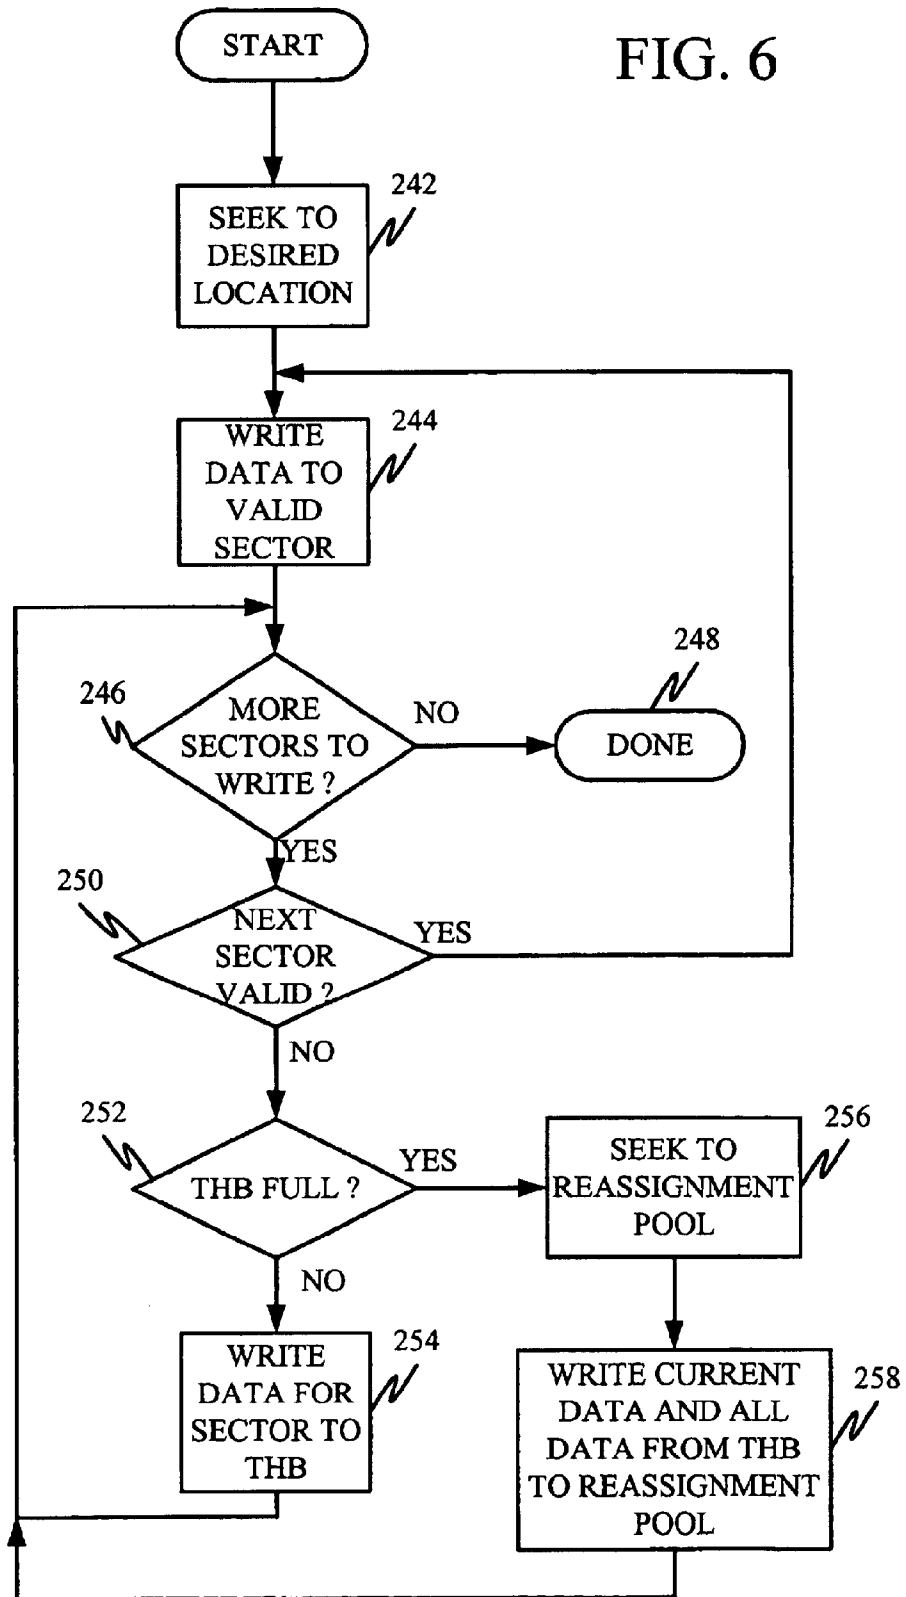 START
FIG. 6
242
SEEK TO
DESIRED
LOCATION
244
WRITE
DATA TO
VALID
SECTOR
246
MORE
SECTORS TO
WRITE ?
NO
248
DONE
YES
250
NEXT
SECTOR
VALID ?
YES
NO
252
THB FULL ?
YES
256
SEEK TO
REASSIGNMENT
POOL
NO
254
WRITE
DATA FOR
SECTOR TO
THB
258
WRITE CURRENT
DATA AND ALL
DATA FROM THB
TO REASSIGNMENT
POOL